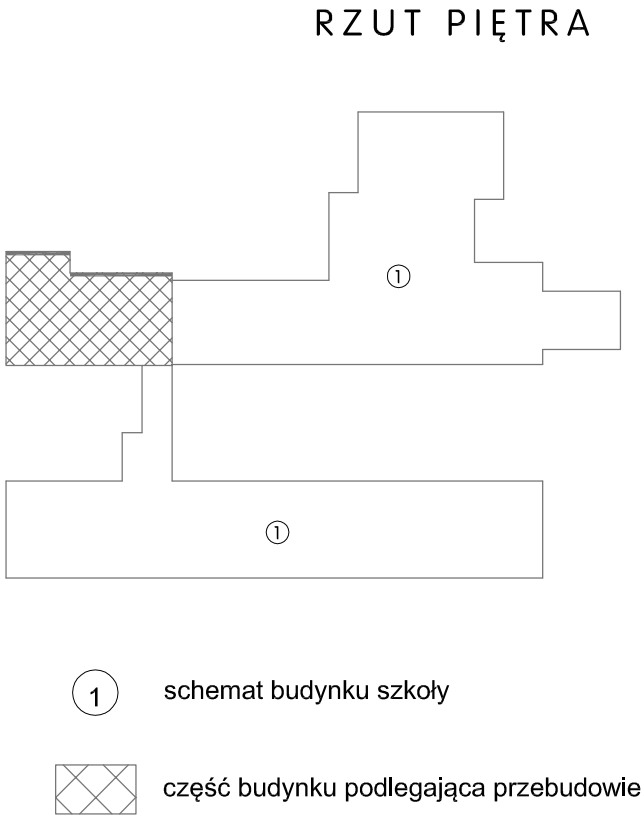 RZUT PIĘTRA
1
1
1 schemat budynku szkoły
część budynku podlegająca przebudowie